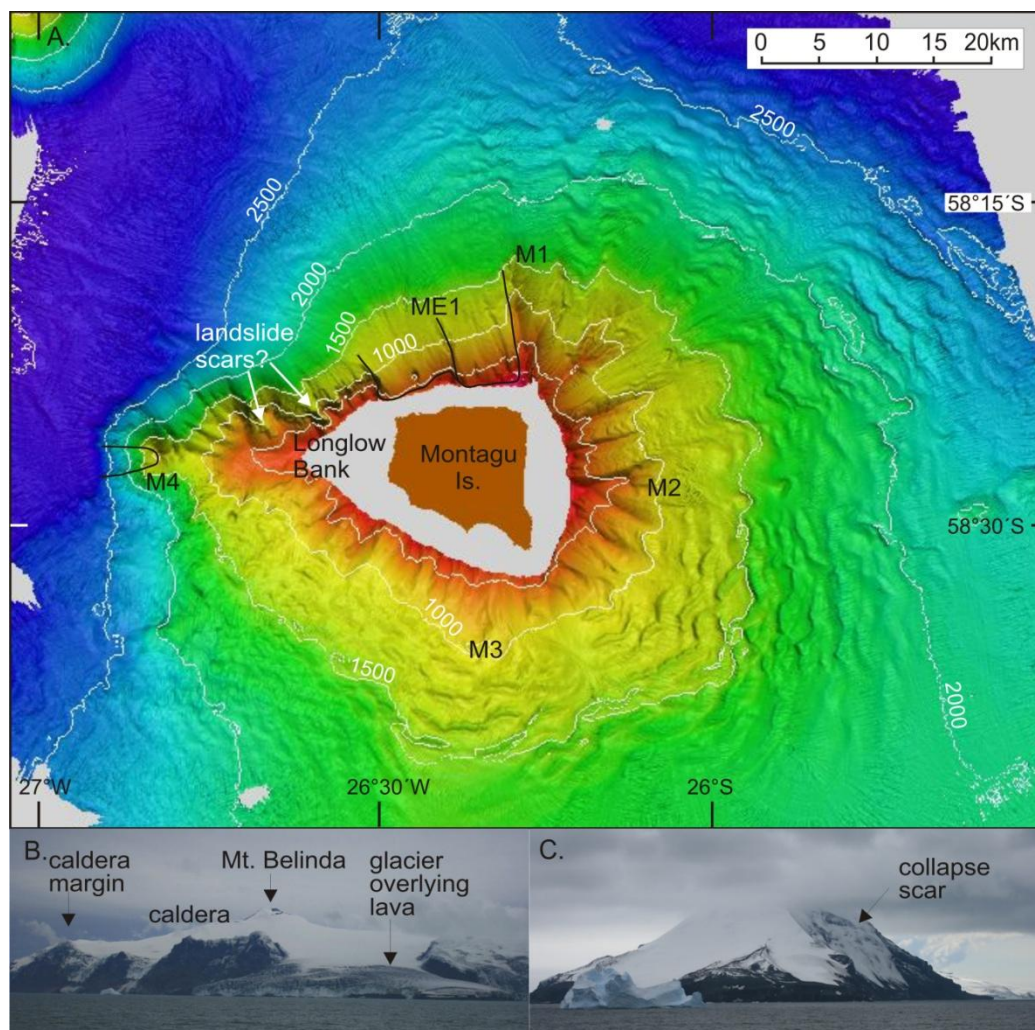 A.
0 5 10 15 20km
2500
2500
58°15´S
M1
2000
ME1
landslide
scars?
1500
1000
Longlow
Bank
Montagu
Is.
M4
M2
58°30´S
1000
M3
1500
2000
27°W
26°30´W
26°S
B.
caldera
margin
Mt. Belinda
caldera
glacier
overlying
lava
C.
collapse
scar